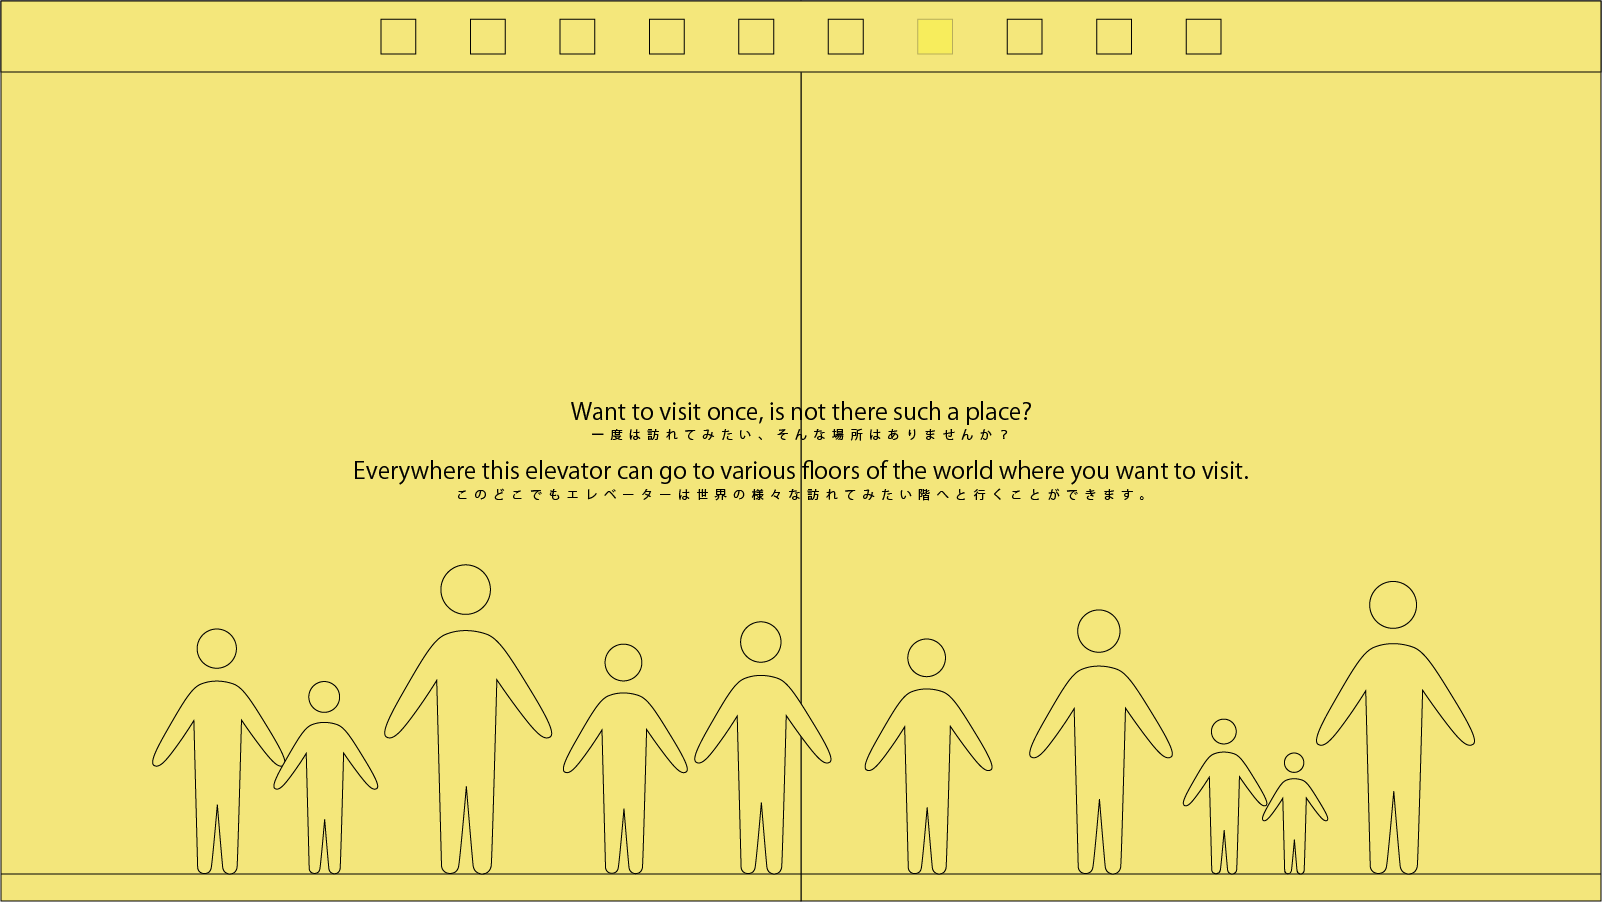 Want to visit once, is not there such a place?
一度は訪れてみたい、そんな場所はありませんか？
Everywhere this elevator can go to various floors of the world where you want to visit.
このどこでもエレベーターは世界の様々な訪れてみたい階へと行くことができます。